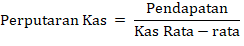 Perputaran Kas = Pendapatan / Kas Rata − rata